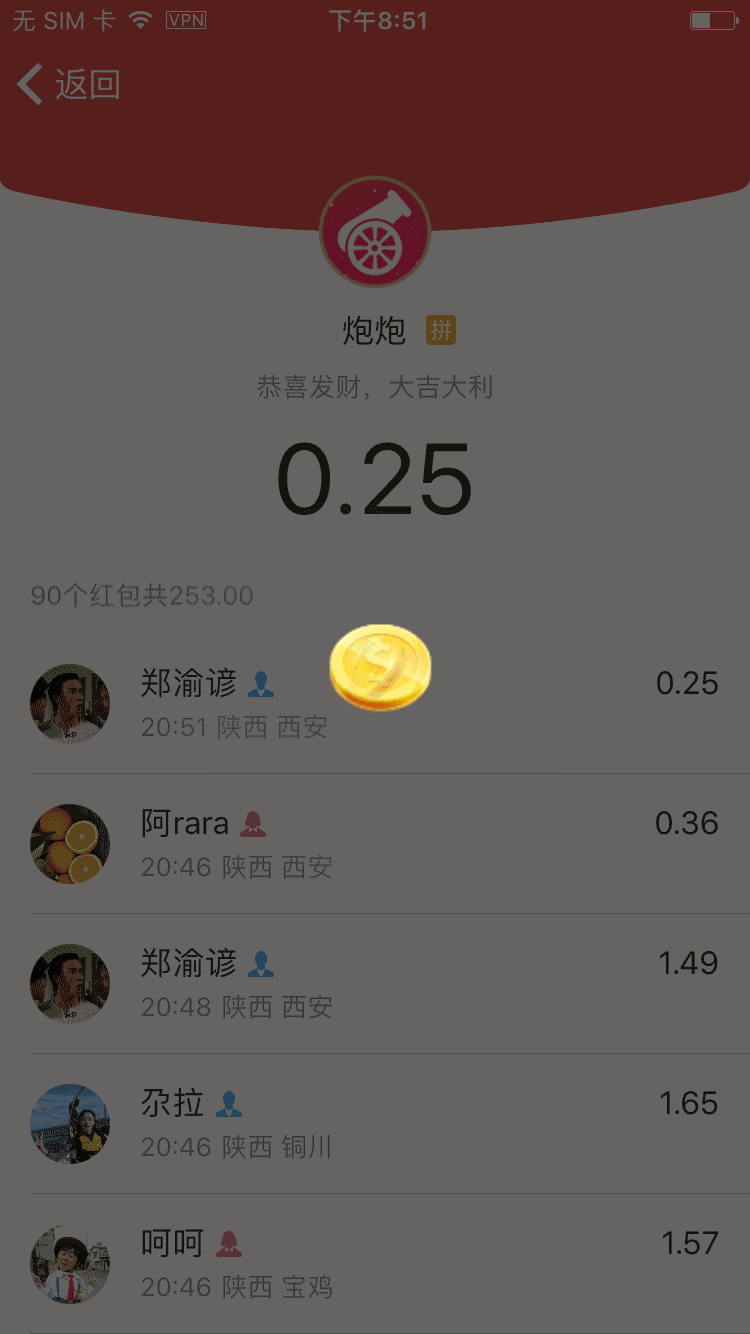 无 SIM 卡 VPN 下午8:51
返回
炮炮 拼
恭喜发财，大吉大利
0.25
90个红包共253.00
郑渝谚 0.25
20:51 陕西 西安
阿rara 0.36
20:46 陕西 西安
郑渝谚 1.49
20:48 陕西 西安
尕拉 1.65
20:46 陕西 铜川
呵呵 1.57
20:46 陕西 宝鸡